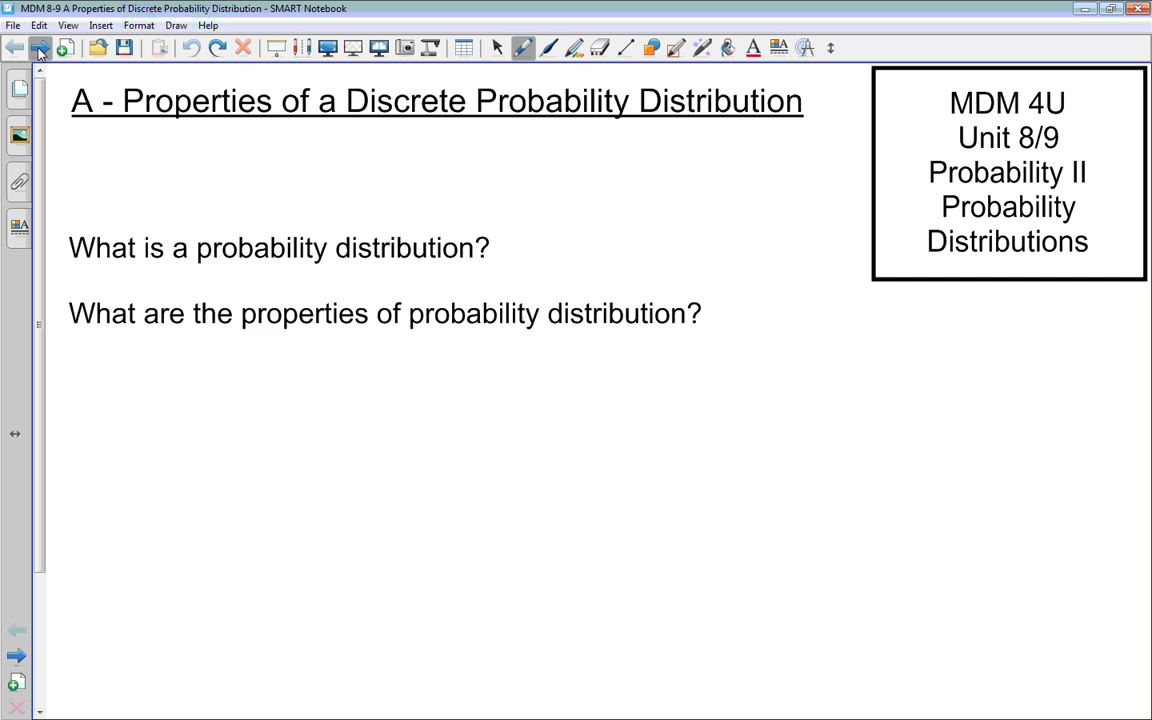 MDM 8-9 A Properties of Discrete Probability Distribution - SMART Notebook
File Edit View Insert Format Draw Help
A - Properties of a Discrete Probability Distribution
What is a probability distribution?
What are the properties of probability distribution?
MDM 4U
Unit 8/9
Probability II
Probability
Distributions